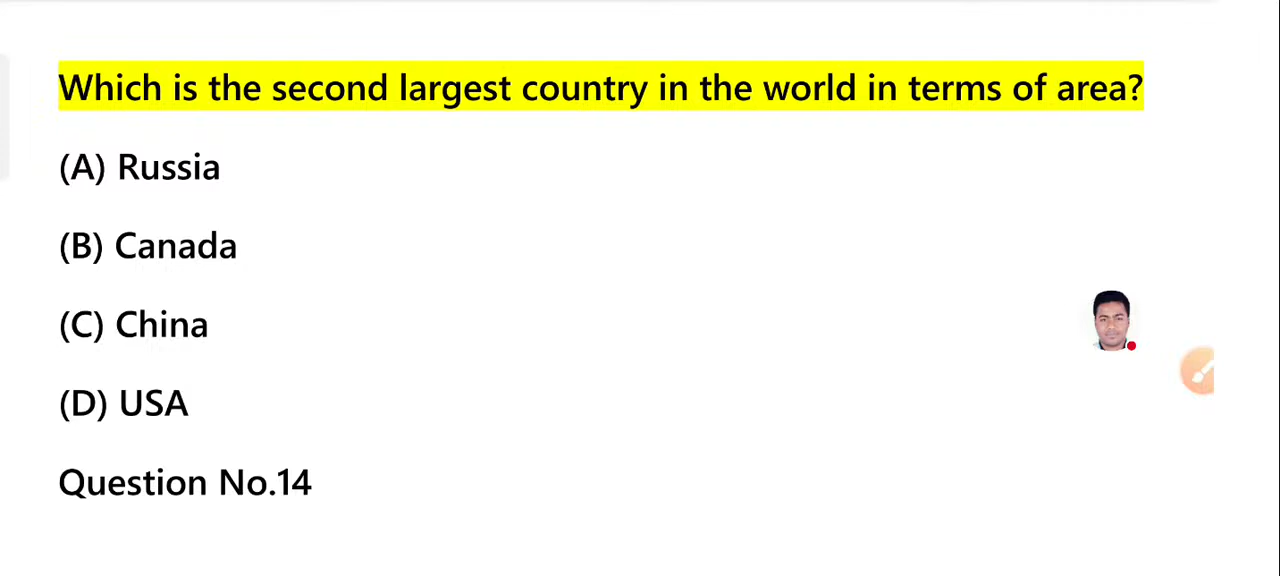 Which is the second largest country in the world in terms of area?
(A) Russia
(B) Canada
(C) China
(D) USA
Question No.14